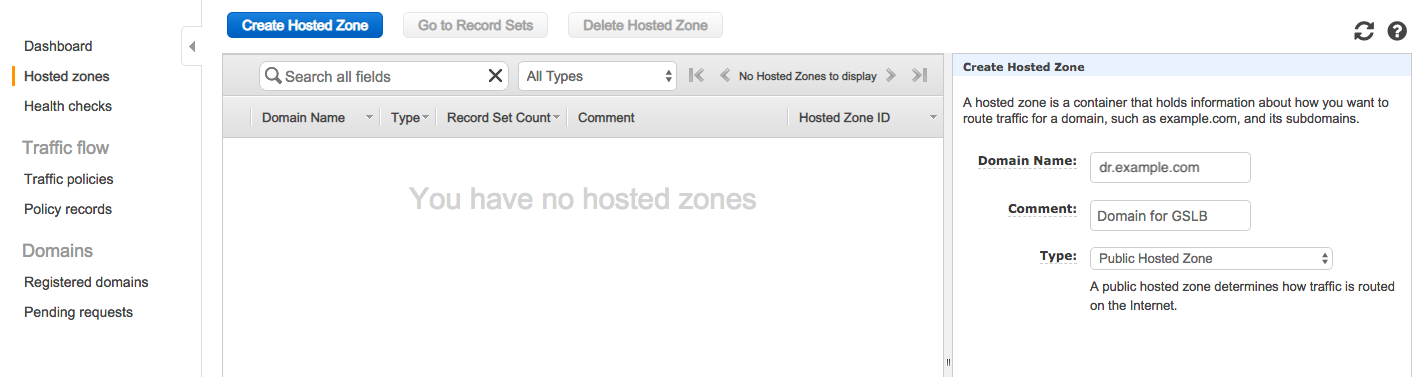 Create Hosted Zone
Go to Record Sets
Delete Hosted Zone
Dashboard
Hosted zones
Health checks
Traffic flow
Traffic policies
Policy records
Domains
Registered domains
Pending requests
Search all fields
All Types
No Hosted Zones to display
Domain Name
Type
Record Set Count
Comment
Hosted Zone ID
You have no hosted zones
Create Hosted Zone
A hosted zone is a container that holds information about how you want to
route traffic for a domain, such as example.com, and its subdomains.
Domain Name: dr.example.com
Comment: Domain for GSLB
Type: Public Hosted Zone
A public hosted zone determines how traffic is routed
on the Internet.